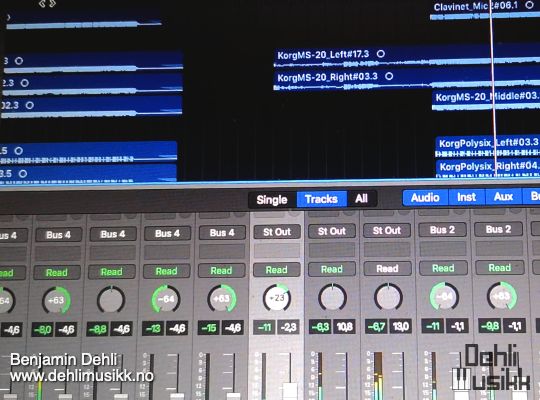 Clavinet_Mic2#06.1
KorgMS-20_Left#17.3
3
KorgMS-20_Right#03.3
2.3
KorgMS-20_Middle#03.
02.3
KorgPolysix_Left#03.3
.5
KorgPolysix_Right#04.
3.5
Single Tracks All Audio Inst Aux
us 4 Bus 4 Bus 4 Bus 4 Bus 4 St Out St Out St Out Bus 2 Bus 2
ead Read Read Read Read Read Read Read Read Read
64 +63 -64 +63 +23 -64 +63
-4,6 -8,0 -4,6 -8,8 -4,6 -13 -4,6 -15 -4,6 -11 -2,3 -6,3 10,8 -6,7 13,0 -11 -1,1 -9,8 -1,1
Benjamin Dehli
www.dehlimusikk.no
Dehli
Musikk